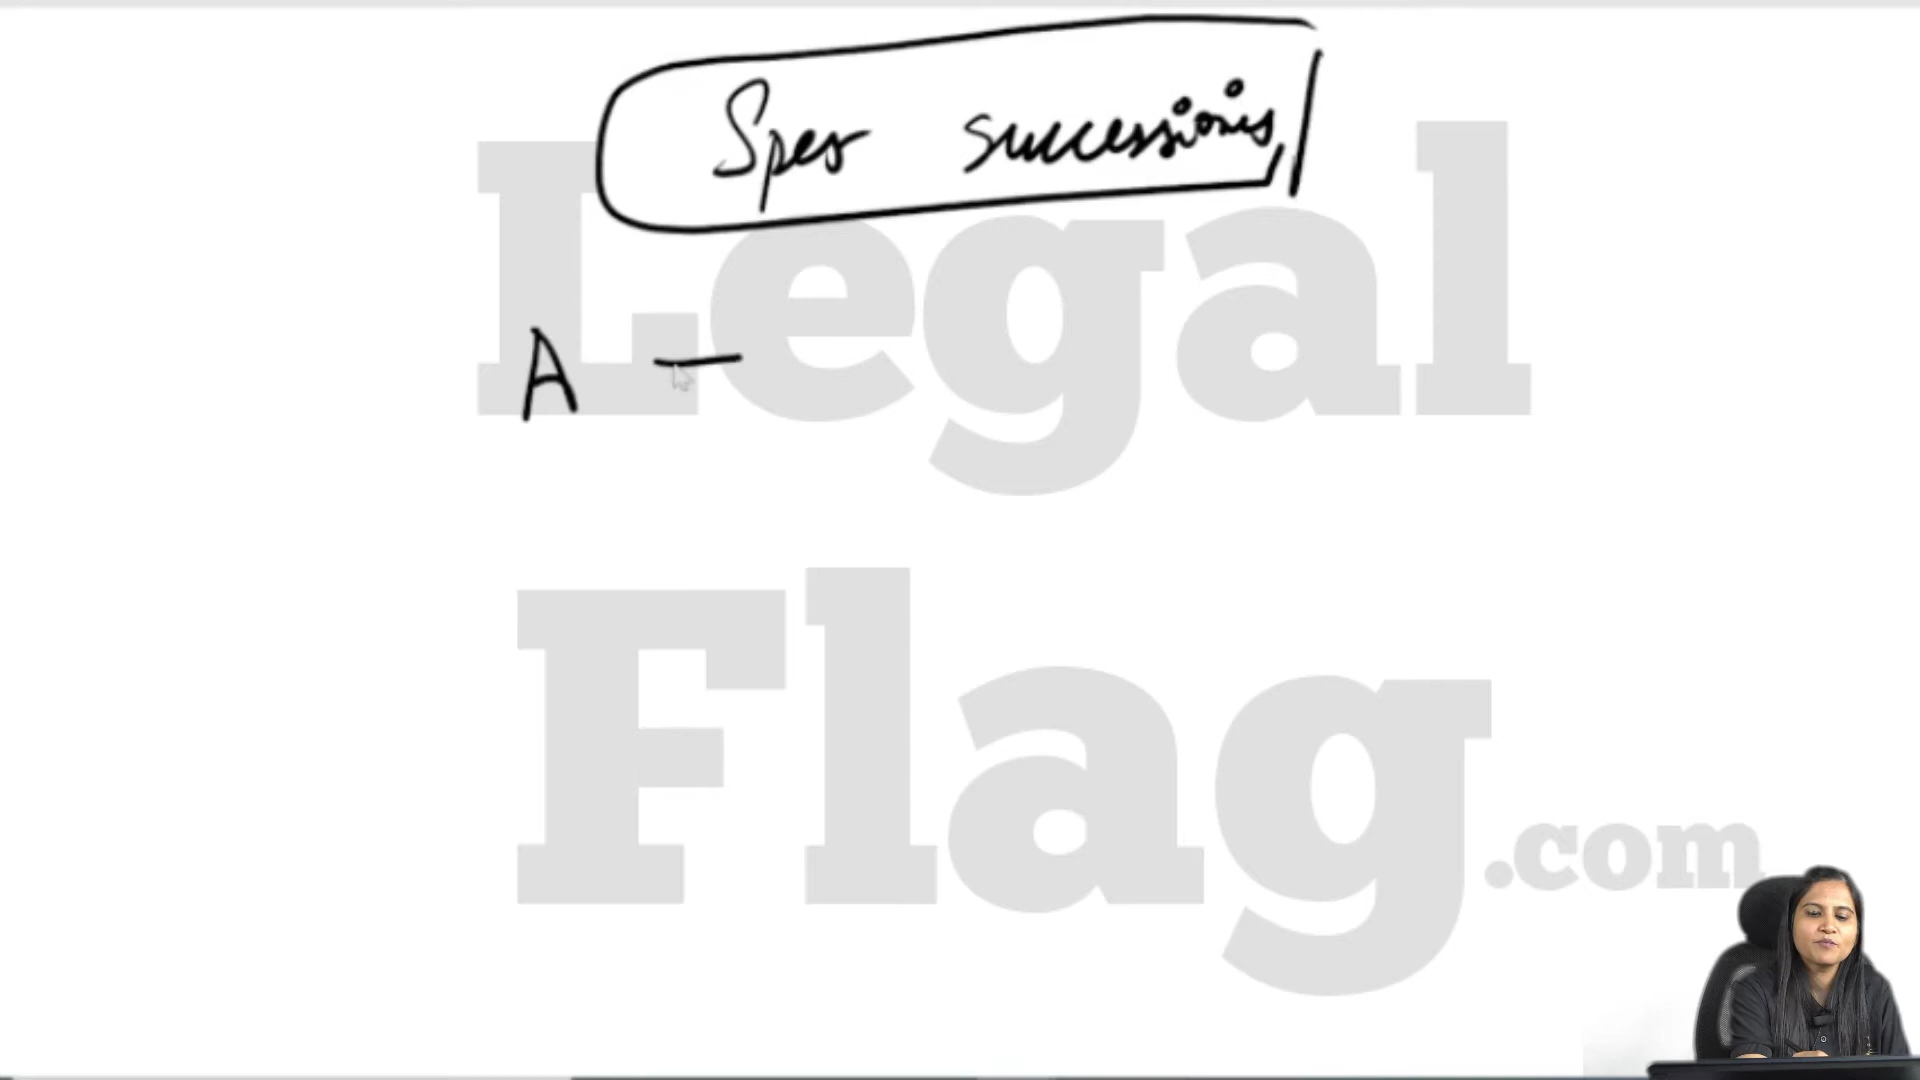 Spes successionis
A —
Legal
Flag
.com